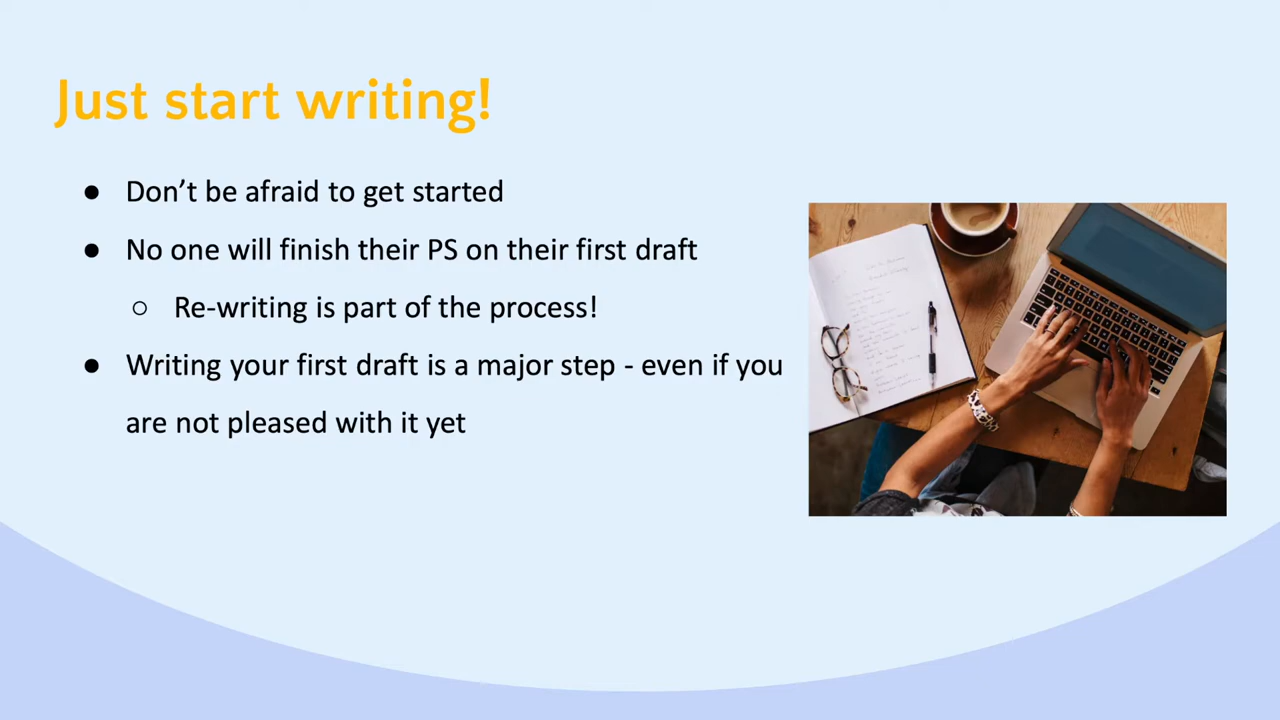 Just start writing!
● Don’t be afraid to get started
● No one will finish their PS on their first draft
○ Re-writing is part of the process!
● Writing your first draft is a major step - even if you
are not pleased with it yet